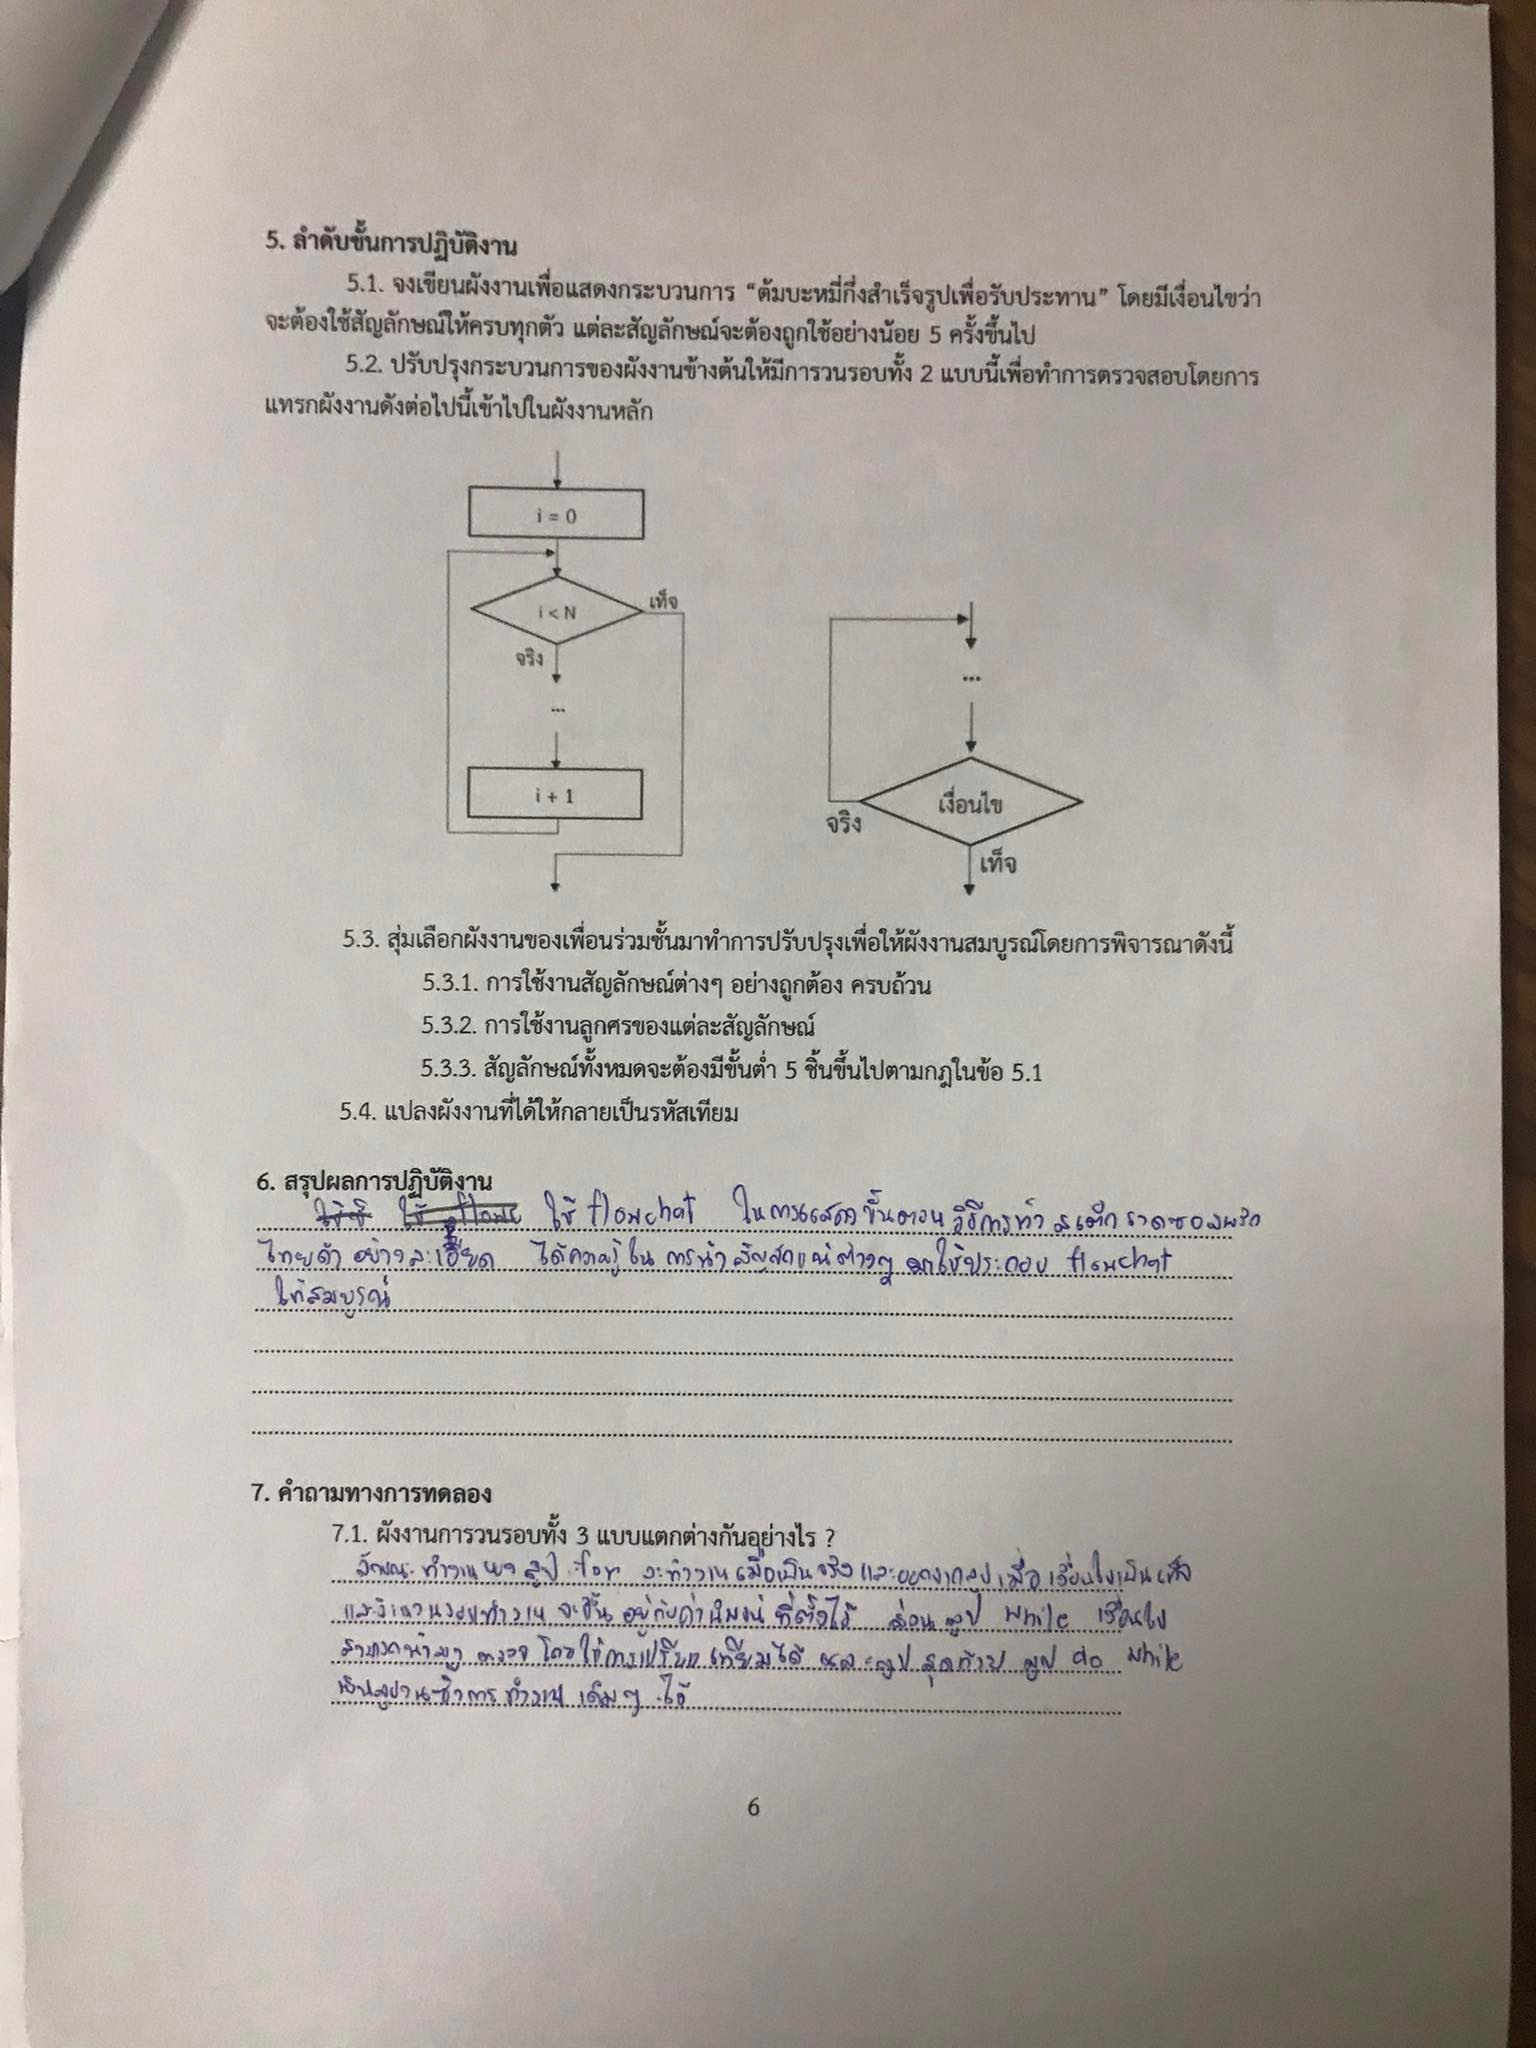 5. ลำดับขั้นการปฏิบัติงาน
5.1. จงเขียนผังงานเพื่อแสดงกระบวนการ “ต้มบะหมี่กึ่งสำเร็จรูปเพื่อรับประทาน” โดยมีเงื่อนไขว่า
จะต้องใช้สัญลักษณ์ให้ครบทุกตัว แต่ละสัญลักษณ์จะต้องถูกใช้อย่างน้อย 5 ครั้งขึ้นไป
5.2. ปรับปรุงกระบวนการของผังงานข้างต้นให้มีการวนรอบทั้ง 2 แบบนี้เพื่อทำการตรวจสอบโดยการ
แทรกผังงานดังต่อไปนี้เข้าไปในผังงานหลัก
i = 0
i < N
เท็จ
จริง
...
i + 1
...
เงื่อนไข
จริง
เท็จ
5.3. สุ่มเลือกผังงานของเพื่อนร่วมชั้นมาทำการปรับปรุงเพื่อให้ผังงานสมบูรณ์โดยการพิจารณาดังนี้
5.3.1. การใช้งานสัญลักษณ์ต่างๆ อย่างถูกต้อง ครบถ้วน
5.3.2. การใช้งานลูกศรของแต่ละสัญลักษณ์
5.3.3. สัญลักษณ์ทั้งหมดจะต้องมีขั้นต่ำ 5 ชิ้นขึ้นไปตามกฎในข้อ 5.1
5.4. แปลงผังงานที่ได้ให้กลายเป็นรหัสเทียม
6. สรุปผลการปฏิบัติงาน
ใช้ flowchat ในการแสดงขั้นตอนวิธีการทำ สเต็ก ราดซอสพริก
ไทยดำ อย่างละเอียด ได้ความรู้ใน การนำ ต่างๆ มาใช้ประกอบ flowchat
ให้สมบูรณ์
7. คำถามทางการทดลอง
7.1. ผังงานการวนรอบทั้ง 3 แบบแตกต่างกันอย่างไร ?
ลักษณะทำงานของลูป for จะทำงานเมื่อเป็นจริงและออกจากลูปเมื่อเงื่อนไขเป็นเท็จ
และจำนวนรอบทำงาน จะขึ้นอยู่กับค่า ที่ตั้งไว้ ส่วนลูป while เงื่อนไข
ตรวจ โดยใช้การเปรียบเทียบได้ และลูปสุดท้าย ลูป do while
การทำงานเดิมๆ ได้
6